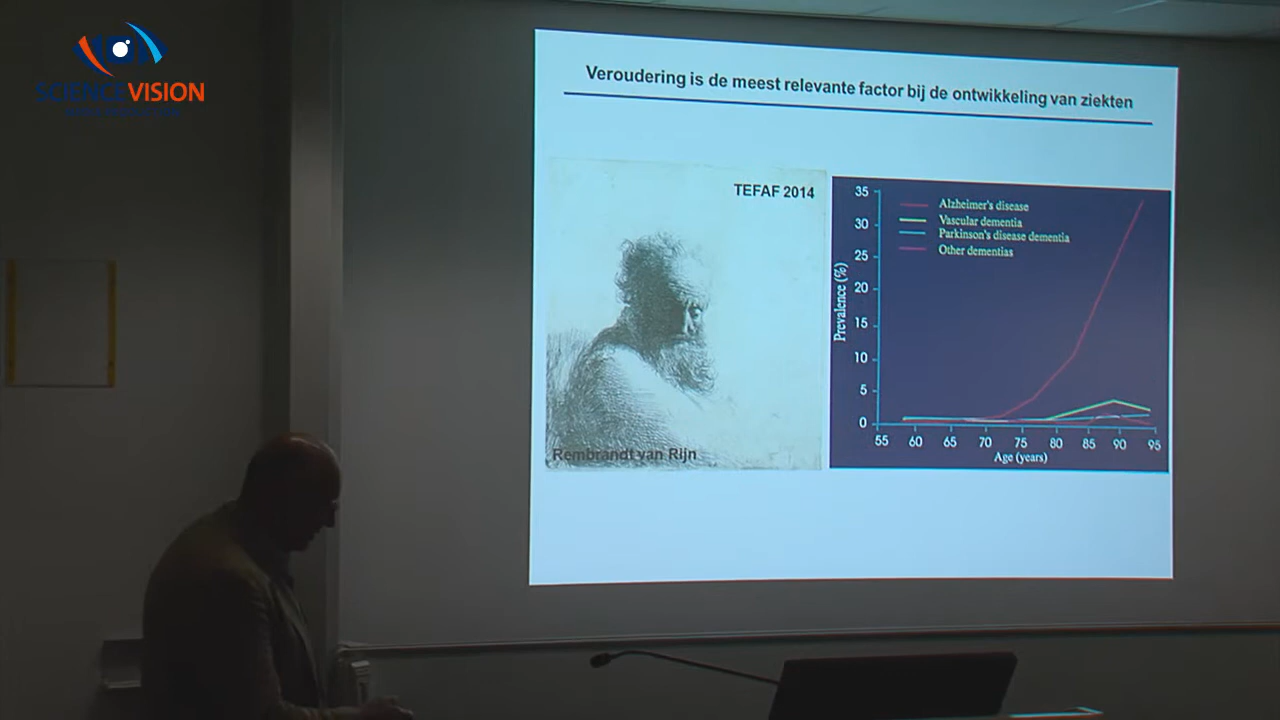 SCIENCEVISION
Veroudering is de meest relevante factor bij de ontwikkeling van ziekten
TEFAF 2014
Rembrandt van Rijn
35
30
25
20
15
10
5
0
Prevalence (%)
Alzheimer's disease
Vascular dementia
Parkinson's disease dementia
Other dementias
55 60 65 70 75 80 85 90 95
Age (years)